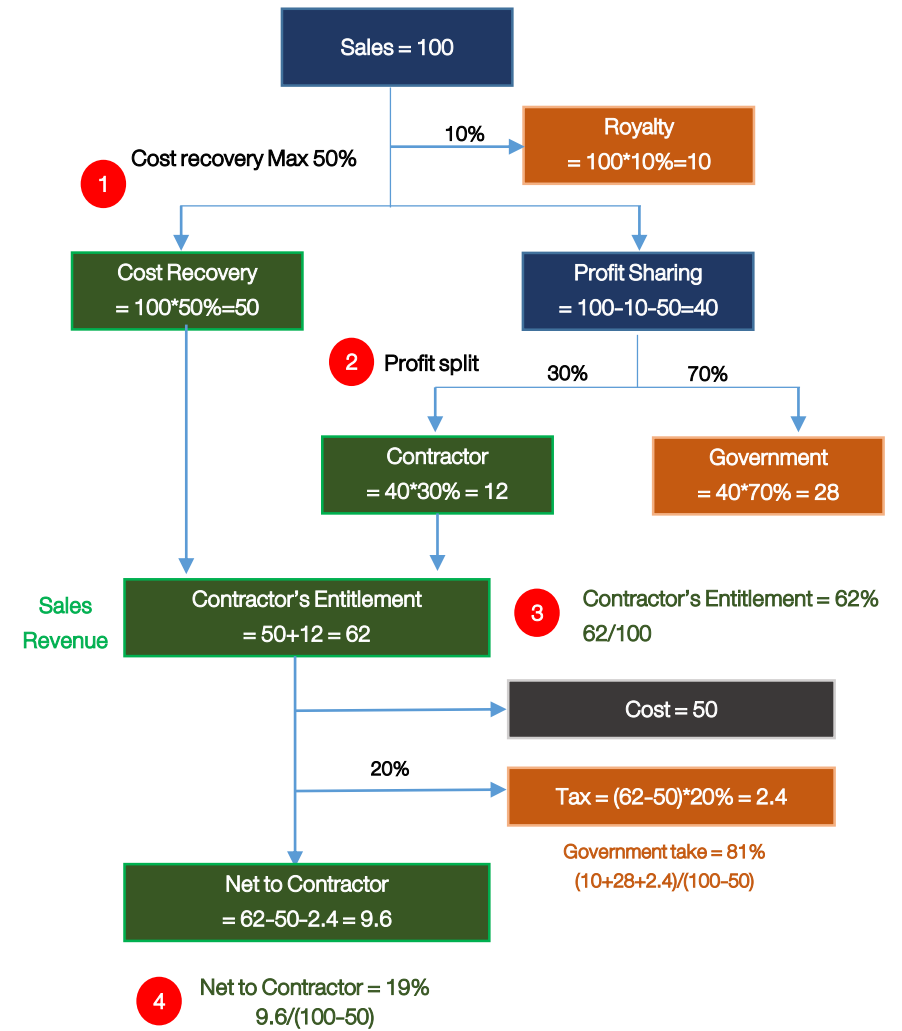 Sales = 100
10%
Royalty
= 100*10%=10
Cost recovery Max 50%
1
Cost Recovery
= 100*50%=50
Profit Sharing
= 100-10-50=40
2
Profit split
30%
70%
Contractor
= 40*30% = 12
Government
= 40*70% = 28
Sales
Revenue
Contractor's Entitlement
= 50+12 = 62
3
Contractor's Entitlement = 62%
62/100
Cost = 50
20%
Tax = (62-50)*20% = 2.4
Government take = 81%
(10+28+2.4)/(100-50)
Net to Contractor
= 62-50-2.4 = 9.6
4
Net to Contractor = 19%
9.6/(100-50)